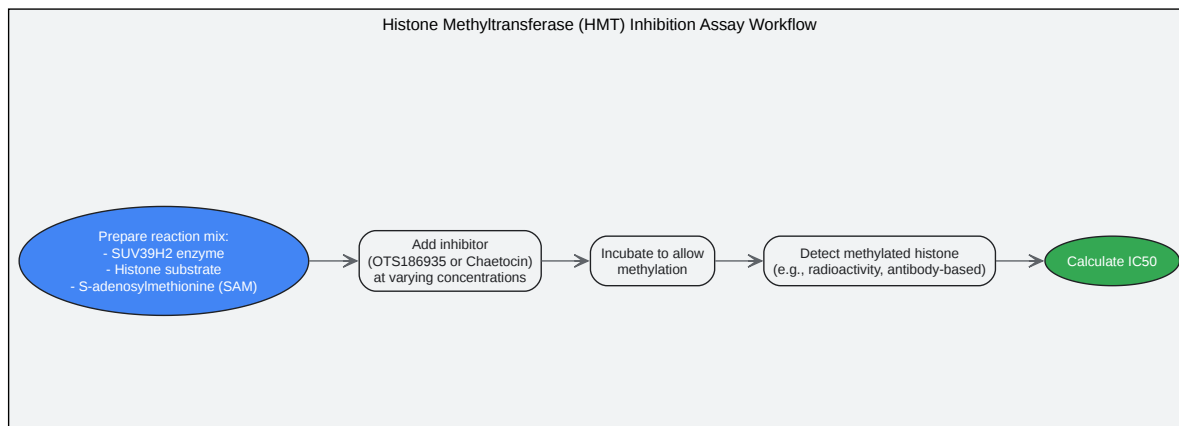 Histone Methyltransferase (HMT) Inhibition Assay Workflow
Prepare reaction mix:
- SUV39H2 enzyme
- Histone substrate
- S-adenosylmethionine (SAM)
Add inhibitor
(OTS186935 or Chaetocin)
at varying concentrations
Incubate to allow
methylation
Detect methylated histone
(e.g., radioactivity, antibody-based)
Calculate IC50